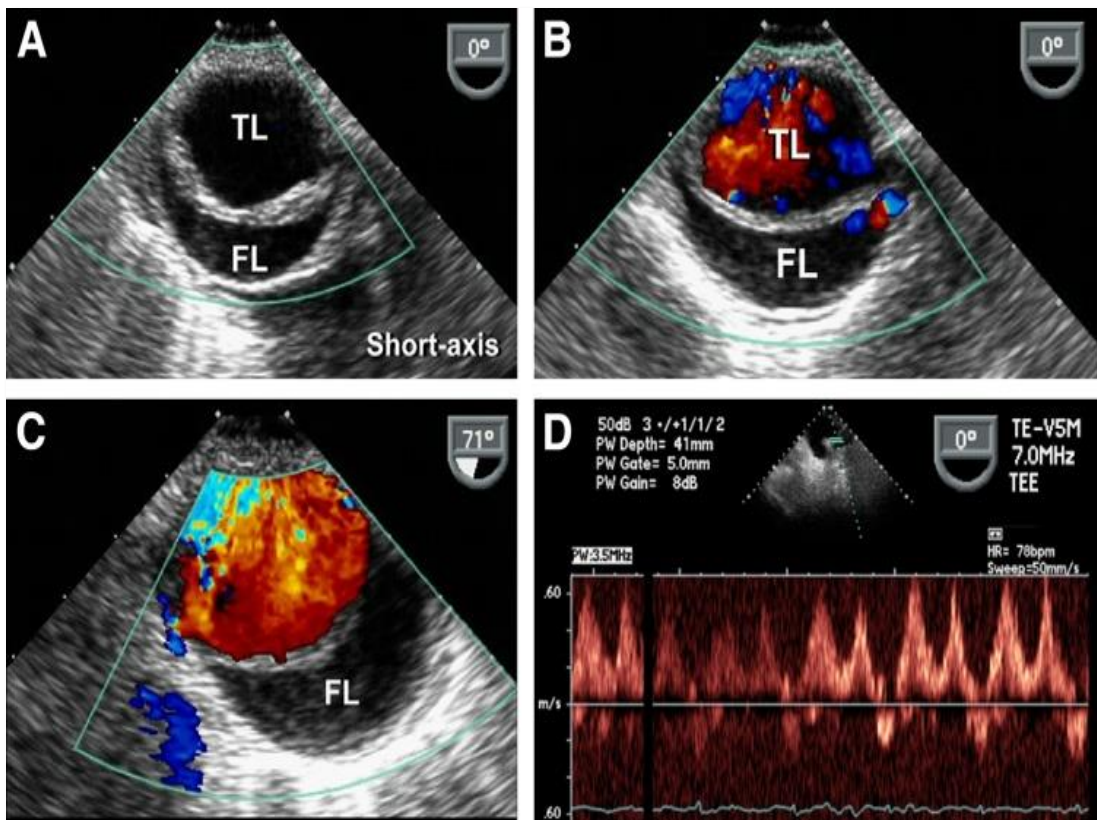 A
0°
TL
FL
Short-axis
B
0°
TL
FL
C
71°
FL
D
50dB 3 •/+1/1/2
PW Depth= 41mm
PW Gate= 5.0mm
PW Gain= 8dB
0°
TE-V5M
7.0MHz
TEE
HR= 78bpm
Sweep=50mm/s
PW:3.5MHz
.60
m/s
.60